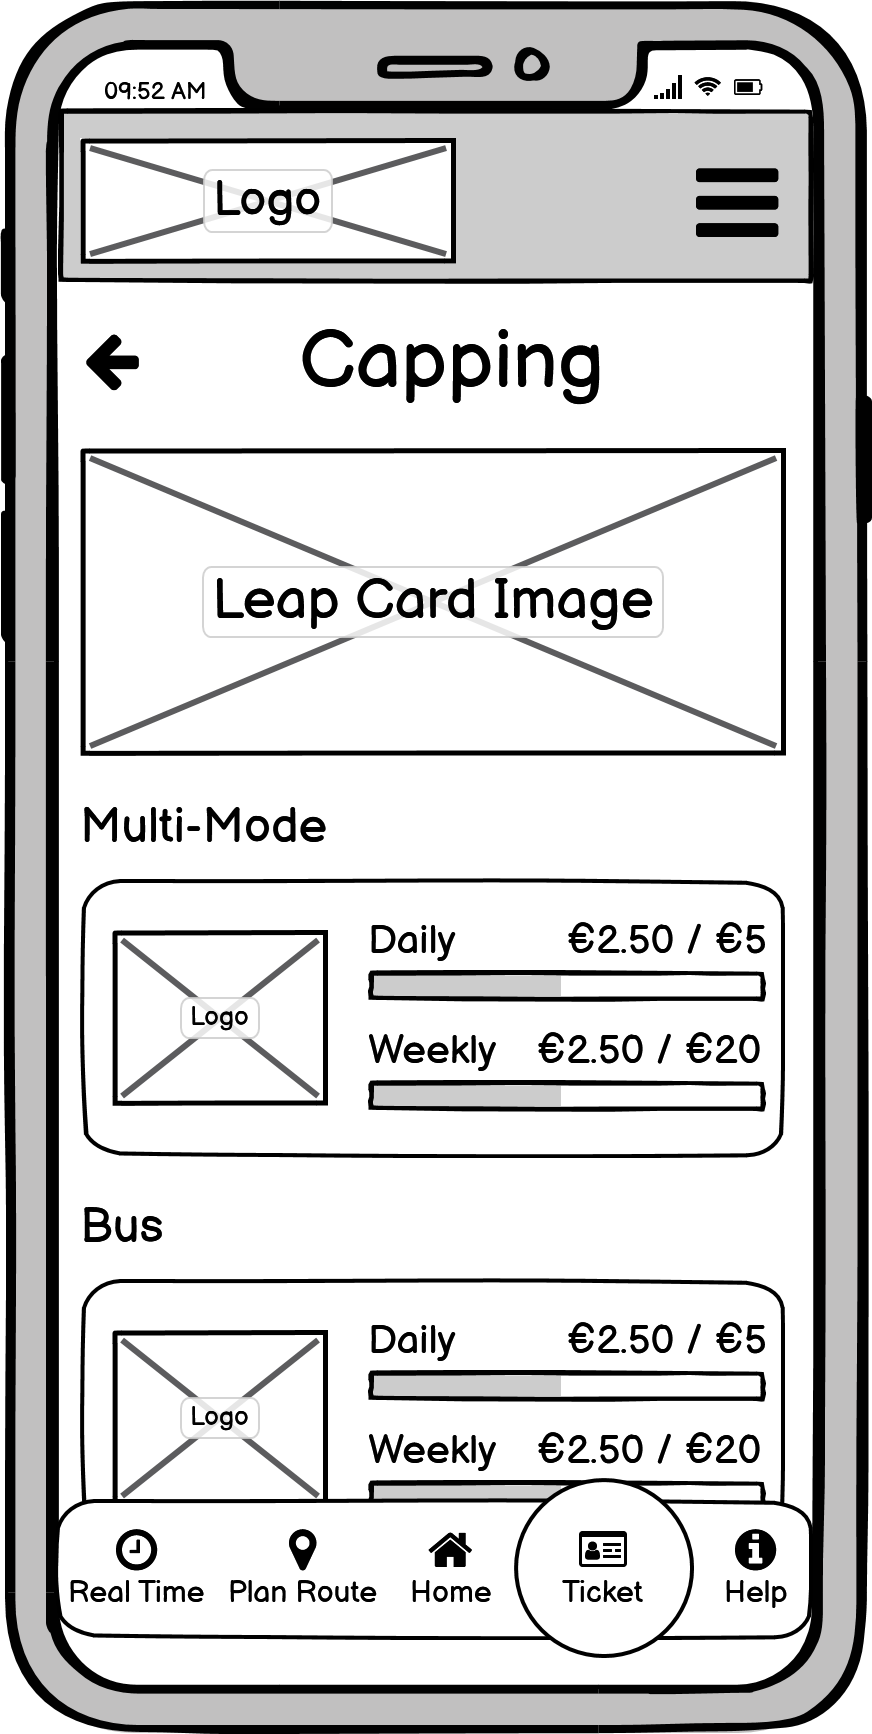 09:52 AM
Logo
Capping
Leap Card Image
Multi-Mode
Logo
Daily €2.50 / €5
Weekly €2.50 / €20
Bus
Logo
Daily €2.50 / €5
Weekly €2.50 / €20
Real Time Plan Route Home Ticket Help